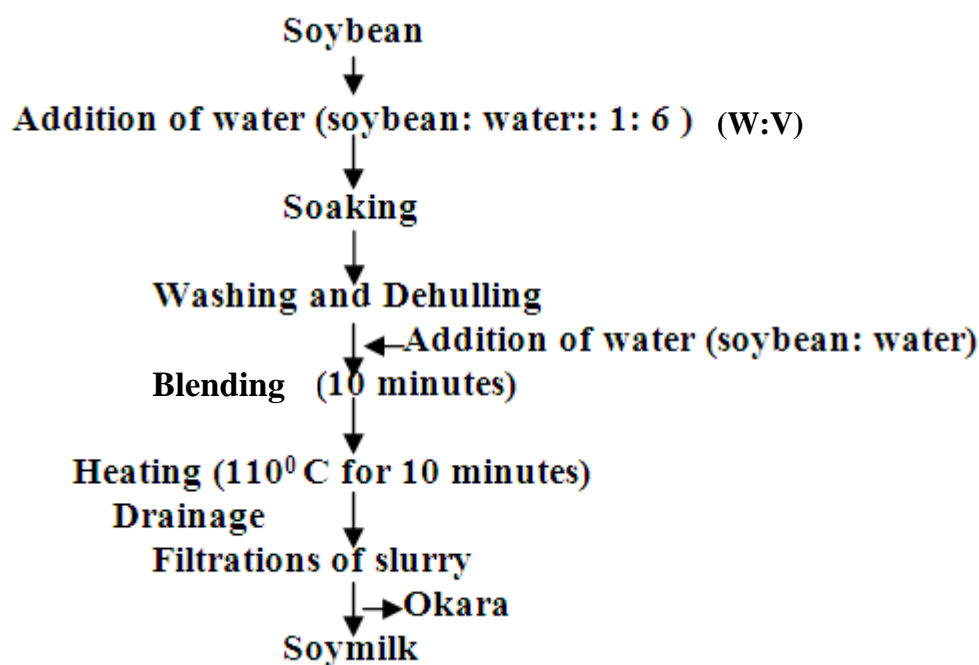 Soybean
Addition of water (soybean: water:: 1: 6 ) (W:V)
Soaking
Washing and Dehulling
Addition of water (soybean: water)
Blending (10 minutes)
Heating (110⁰ C for 10 minutes)
Drainage
Filtrations of slurry
Okara
Soymilk